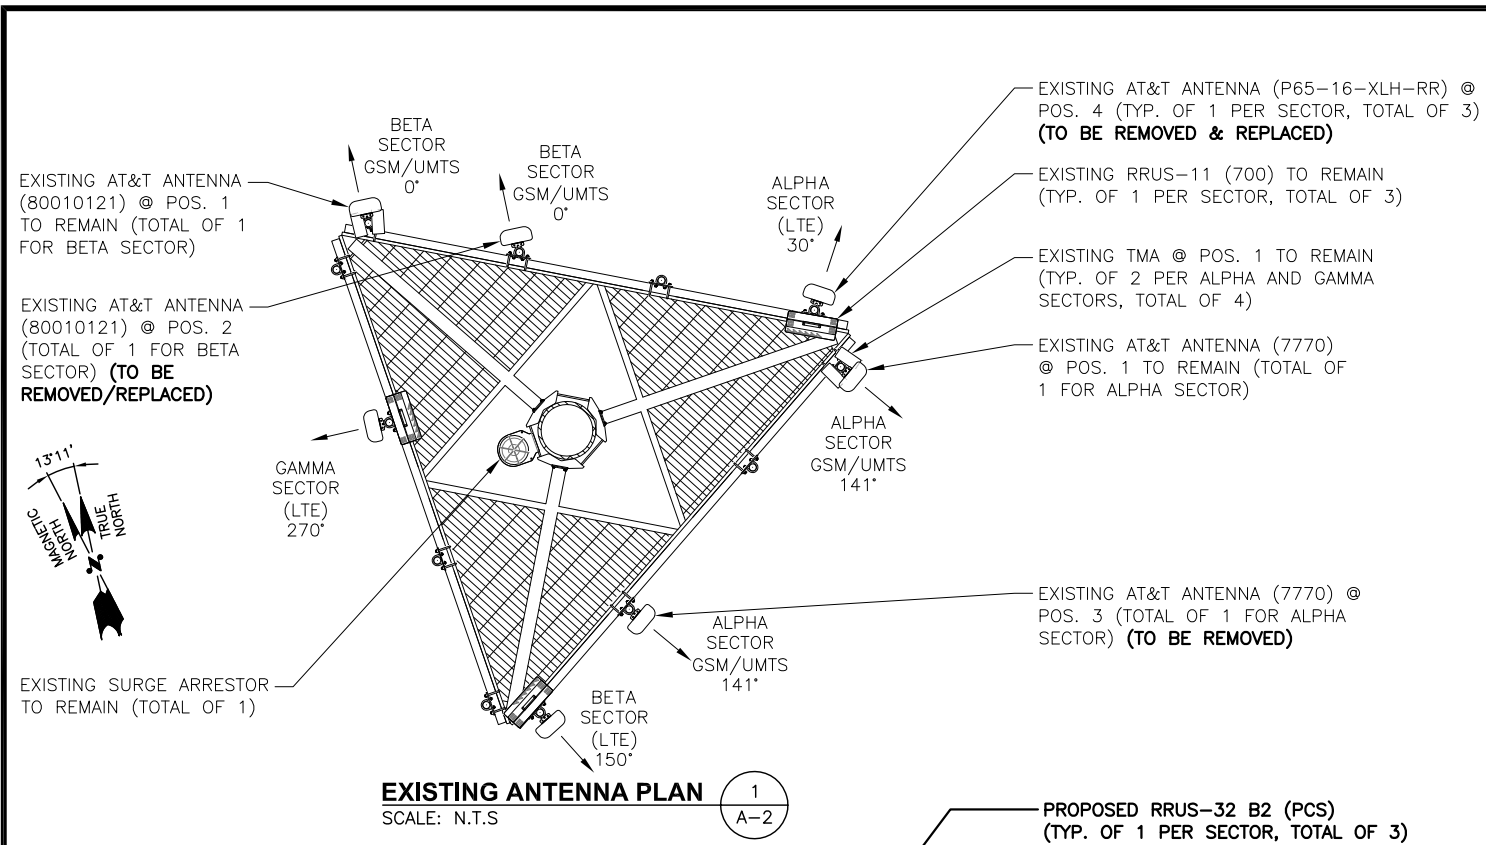 EXISTING AT&T ANTENNA
(80010121) @ POS. 1
TO REMAIN (TOTAL OF 1
FOR BETA SECTOR)
EXISTING AT&T ANTENNA
(80010121) @ POS. 2
(TOTAL OF 1 FOR BETA
SECTOR) (TO BE
REMOVED/REPLACED)
BETA
SECTOR
GSM/UMTS
0°
BETA
SECTOR
GSM/UMTS
0°
ALPHA
SECTOR
(LTE)
30°
EXISTING AT&T ANTENNA (P65-16-XLH-RR) @
POS. 4 (TYP. OF 1 PER SECTOR, TOTAL OF 3)
(TO BE REMOVED & REPLACED)
EXISTING RRUS-11 (700) TO REMAIN
(TYP. OF 1 PER SECTOR, TOTAL OF 3)
EXISTING TMA @ POS. 1 TO REMAIN
(TYP. OF 2 PER ALPHA AND GAMMA
SECTORS, TOTAL OF 4)
EXISTING AT&T ANTENNA (7770)
@ POS. 1 TO REMAIN (TOTAL OF
1 FOR ALPHA SECTOR)
ALPHA
SECTOR
GSM/UMTS
141°
GAMMA
SECTOR
(LTE)
270°
13°11'
MAGNETIC
NORTH
TRUE
NORTH
N
EXISTING AT&T ANTENNA (7770) @
POS. 3 (TOTAL OF 1 FOR ALPHA
SECTOR) (TO BE REMOVED)
ALPHA
SECTOR
GSM/UMTS
141°
EXISTING SURGE ARRESTOR
TO REMAIN (TOTAL OF 1)
BETA
SECTOR
(LTE)
150°
EXISTING ANTENNA PLAN
SCALE: N.T.S
1
A-2
PROPOSED RRUS-32 B2 (PCS)
(TYP. OF 1 PER SECTOR, TOTAL OF 3)